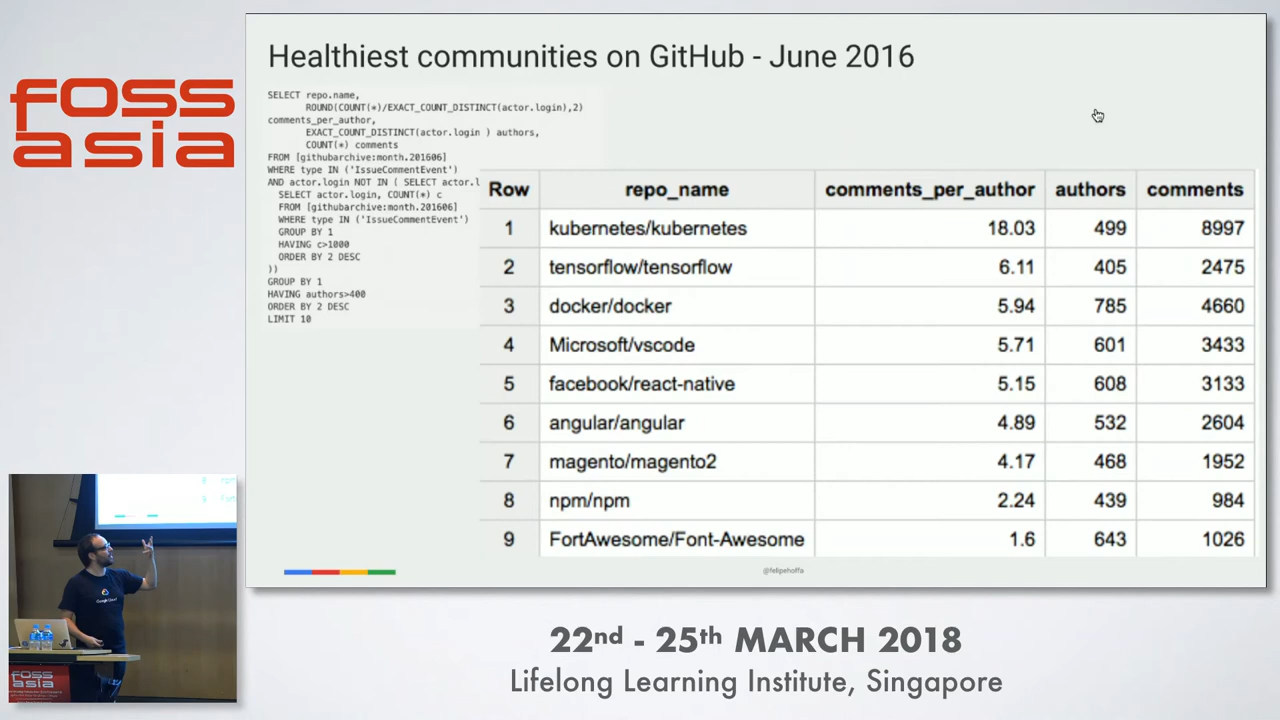 foss
asia
Healthiest communities on GitHub - June 2016
SELECT repo.name,
ROUND(COUNT(*)/EXACT_COUNT_DISTINCT(actor.login),2)
comments_per_author,
EXACT_COUNT_DISTINCT(actor.login ) authors,
COUNT(*) comments
FROM [githubarchive:month.201606]
WHERE type IN ('IssueCommentEvent')
AND actor.login NOT IN ( SELECT actor.l
SELECT actor.login, COUNT(*) c
FROM [githubarchive:month.201606]
WHERE type IN ('IssueCommentEvent')
GROUP BY 1
HAVING c>1000
ORDER BY 2 DESC
))
GROUP BY 1
HAVING authors>400
ORDER BY 2 DESC
LIMIT 10
Row repo_name comments_per_author authors comments
1 kubernetes/kubernetes 18.03 499 8997
2 tensorflow/tensorflow 6.11 405 2475
3 docker/docker 5.94 785 4660
4 Microsoft/vscode 5.71 601 3433
5 facebook/react-native 5.15 608 3133
6 angular/angular 4.89 532 2604
7 magento/magento2 4.17 468 1952
8 npm/npm 2.24 439 984
9 FortAwesome/Font-Awesome 1.6 643 1026
@felipehoffa
Google Cloud
foss
asia
22nd - 25th MARCH 2018
Lifelong Learning Institute, Singapore